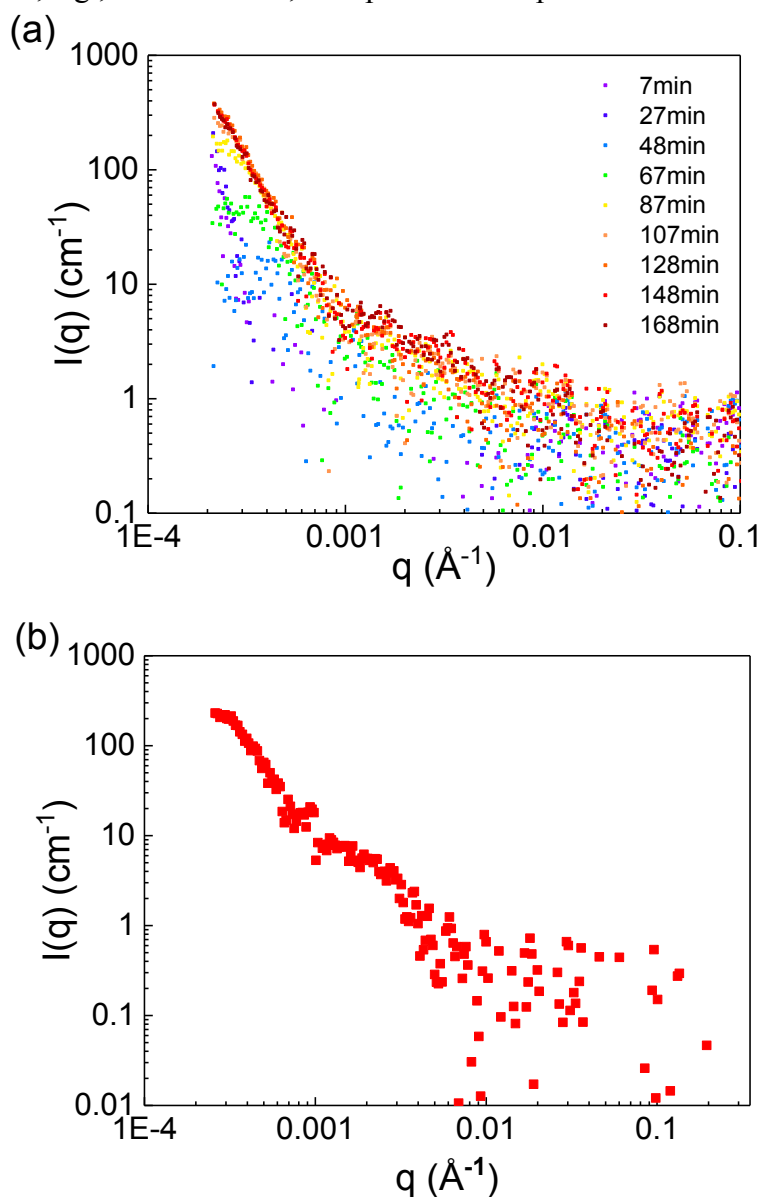 (a)
1000
100
10
1
0.1
I(q) (cm⁻¹)
7min
27min
48min
67min
87min
107min
128min
148min
168min
1E-4 0.001 0.01 0.1
q (Å⁻¹)
(b)
1000
100
10
1
0.1
0.01
I(q) (cm⁻¹)
1E-4 0.001 0.01 0.1
q (Å⁻¹)